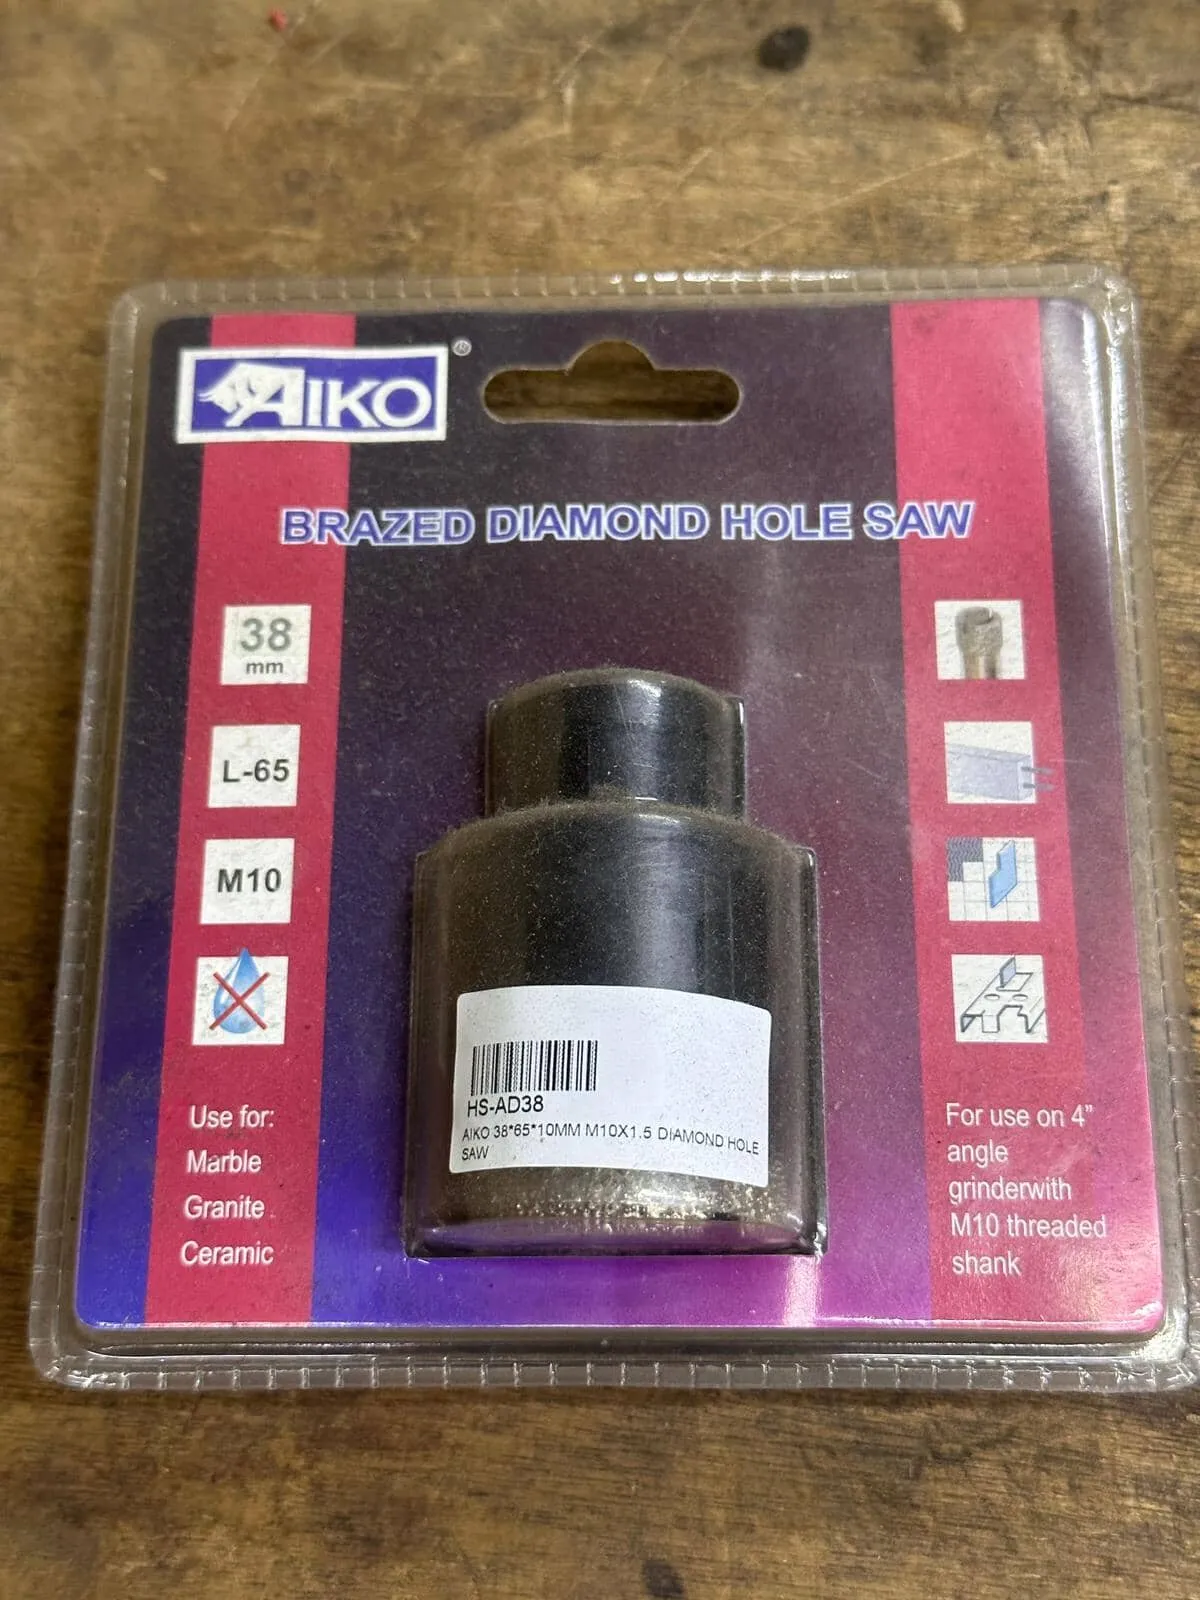 AIKO ®
BRAZED DIAMOND HOLE SAW
38
mm
L-65
M10
HS-AD38
AIKO 38*65*10MM M10X1.5 DIAMOND HOLE
SAW
Use for:
Marble
Granite
Ceramic
For use on 4”
angle
grinderwith
M10 threaded
shank